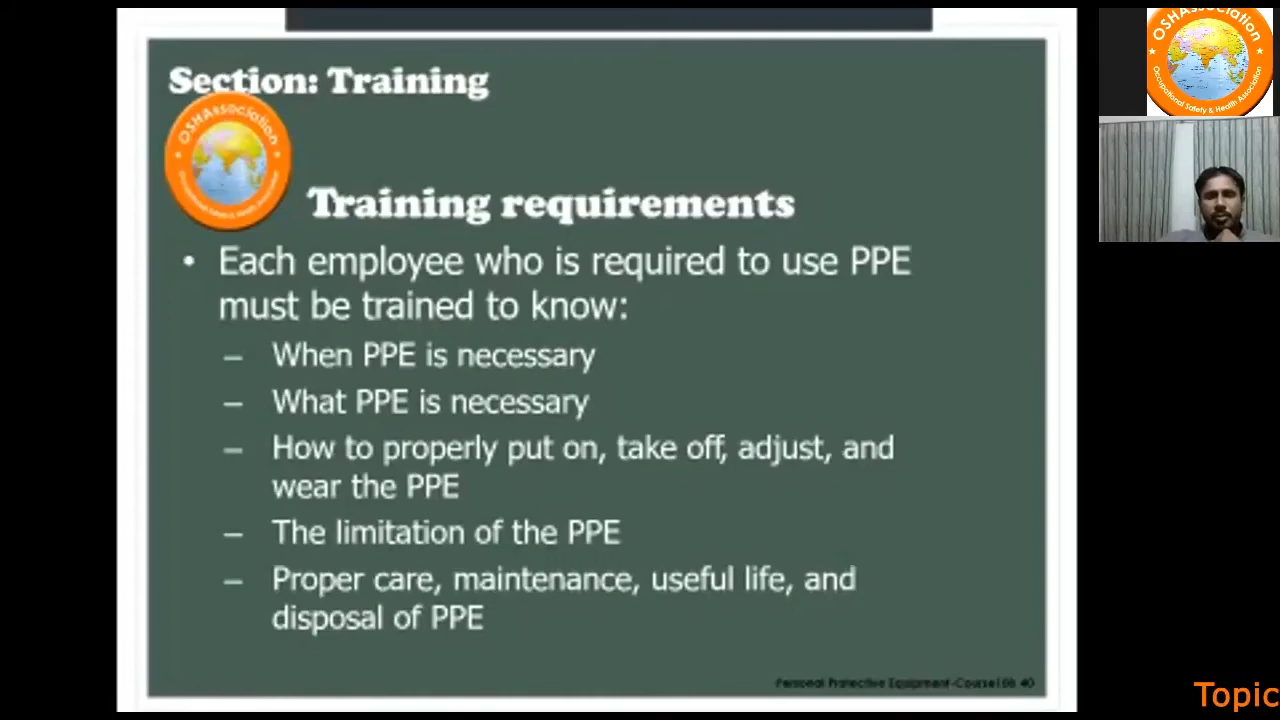 Section: Training
OSHAssociation
Training requirements
• Each employee who is required to use PPE
must be trained to know:
– When PPE is necessary
– What PPE is necessary
– How to properly put on, take off, adjust, and
wear the PPE
– The limitation of the PPE
– Proper care, maintenance, useful life, and
disposal of PPE
Personal Protective Equipment-Course
OSHAssociation
Occupational Safety & Health Association
Topic